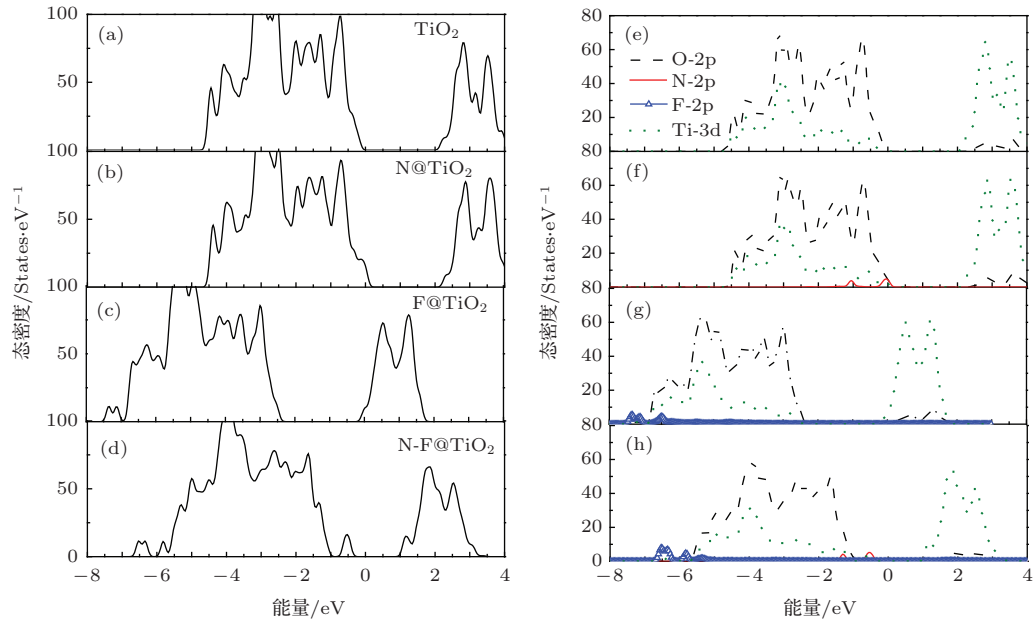 (a)
TiO2
(b)
N@TiO2
(c)
F@TiO2
(d)
N-F@TiO2
100
50
100
50
100
50
100
50
0
态密度/States·eV−1
−8
−6
−4
−2
0
2
4
能量/eV
(e)
O-2p
N-2p
F-2p
Ti-3d
(f)
(g)
(h)
80
60
40
20
80
60
40
20
80
60
40
20
80
60
40
20
0
态密度/States·eV−1
−8
−6
−4
−2
0
2
4
能量/eV